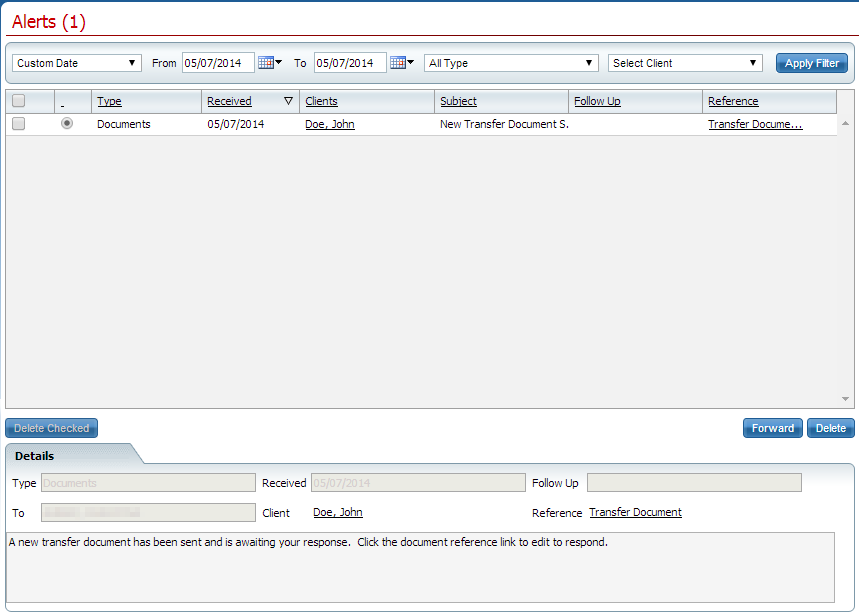 Alerts (1)
Custom Date From 05/07/2014 To 05/07/2014 All Type Select Client Apply Filter
Type Received Clients Subject Follow Up Reference
Documents 05/07/2014 Doe, John New Transfer Document S. Transfer Docume...
Delete Checked Forward Delete
Details
Type Documents Received 05/07/2014 Follow Up
To Client Doe, John Reference Transfer Document
A new transfer document has been sent and is awaiting your response. Click the document reference link to edit to respond.